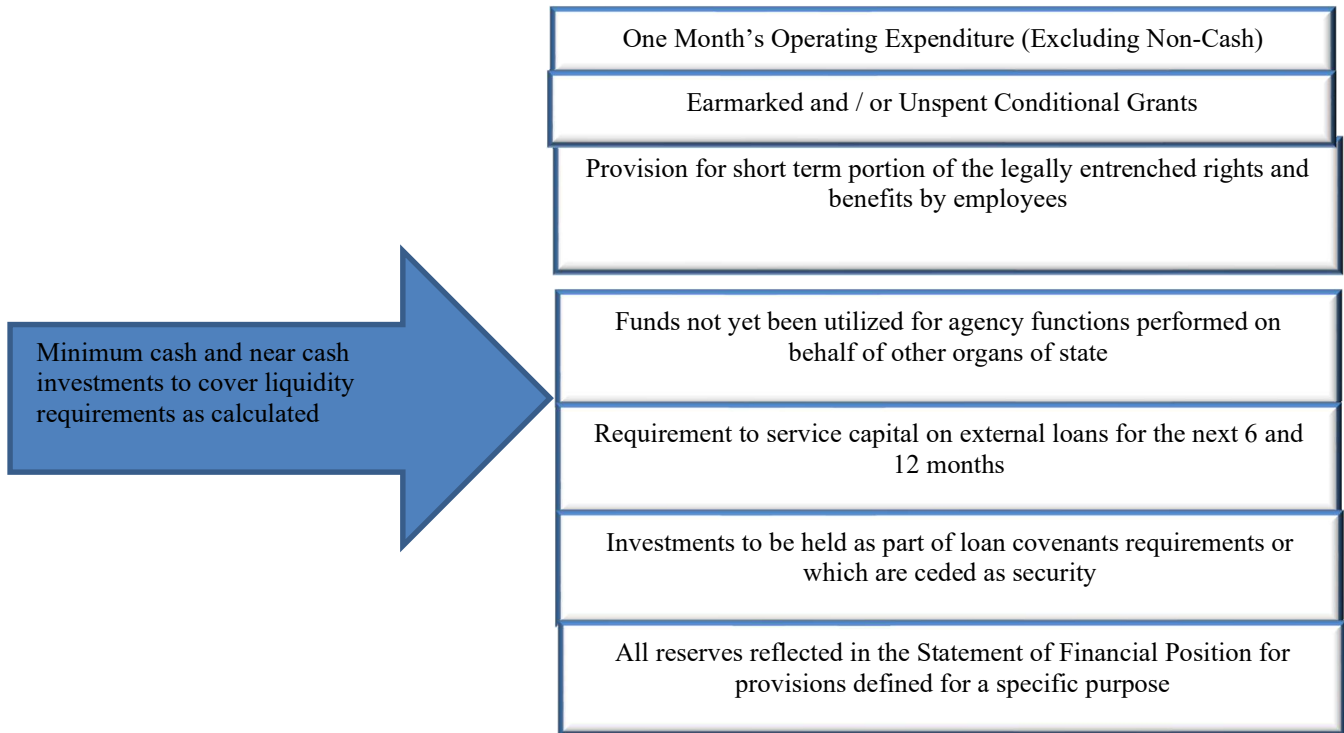 One Month’s Operating Expenditure (Excluding Non-Cash)
Earmarked and / or Unspent Conditional Grants
Provision for short term portion of the legally entrenched rights and
benefits by employees
Minimum cash and near cash
investments to cover liquidity
requirements as calculated
Funds not yet been utilized for agency functions performed on
behalf of other organs of state
Requirement to service capital on external loans for the next 6 and
12 months
Investments to be held as part of loan covenants requirements or
which are ceded as security
All reserves reflected in the Statement of Financial Position for
provisions defined for a specific purpose